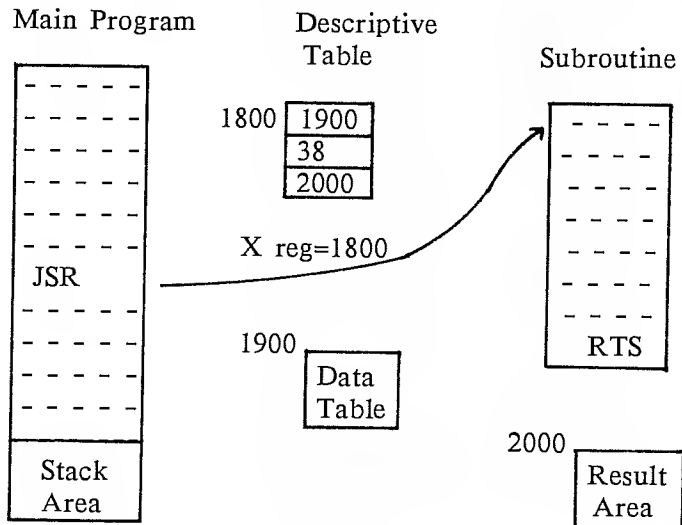 Main Program
Descriptive
Table
Subroutine
1800
1900
38
2000
X reg=1800
JSR
1900
Data
Table
RTS
2000
Stack
Area
Result
Area